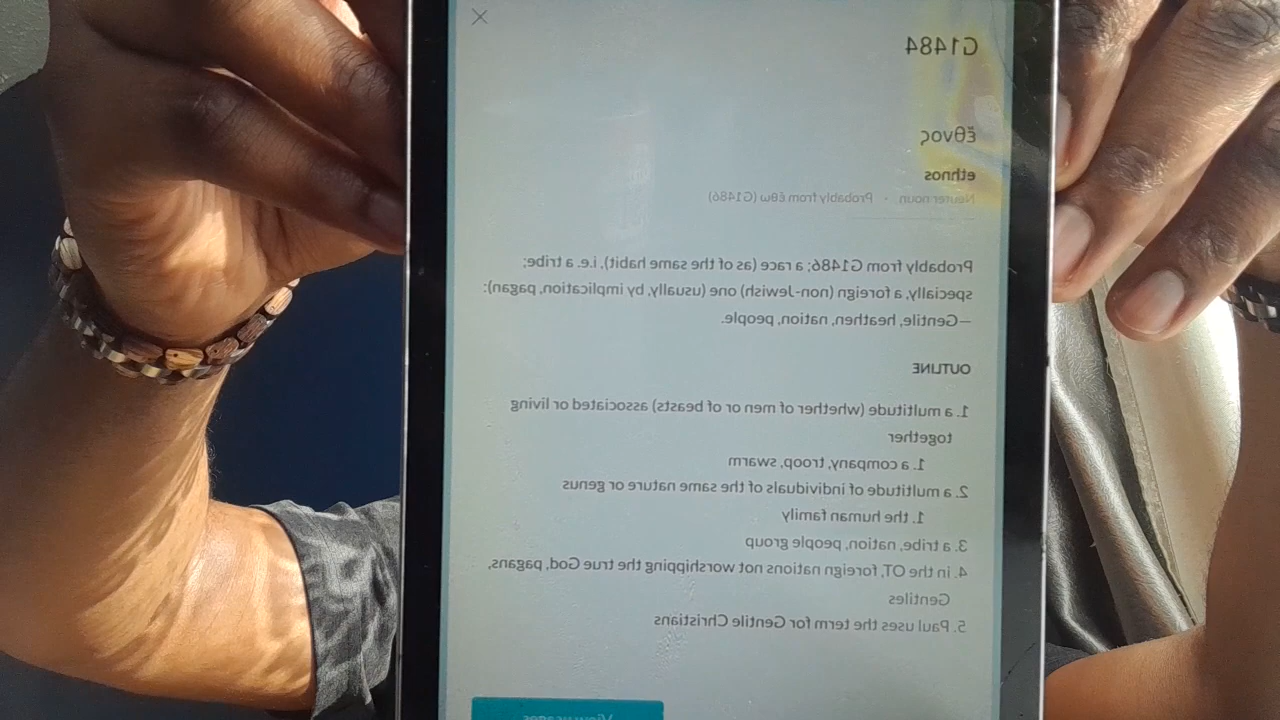 G1484
ἔθνος
ethnos
Neuter noun · Probably from ἔθω (G1486)
Probably from G1486; a race (as of the same habit), i.e. a tribe;
specially, a foreign (non-Jewish) one (usually, by implication, pagan):
—Gentile, heathen, nation, people.
OUTLINE
1. a multitude (whether of men or of beasts) associated or living
together
1. a company, troop, swarm
2. a multitude of individuals of the same nature or genus
1. the human family
3. a tribe, nation, people group
4. in the OT, foreign nations not worshipping the true God, pagans,
Gentiles
5. Paul uses the term for Gentile Christians
View usages